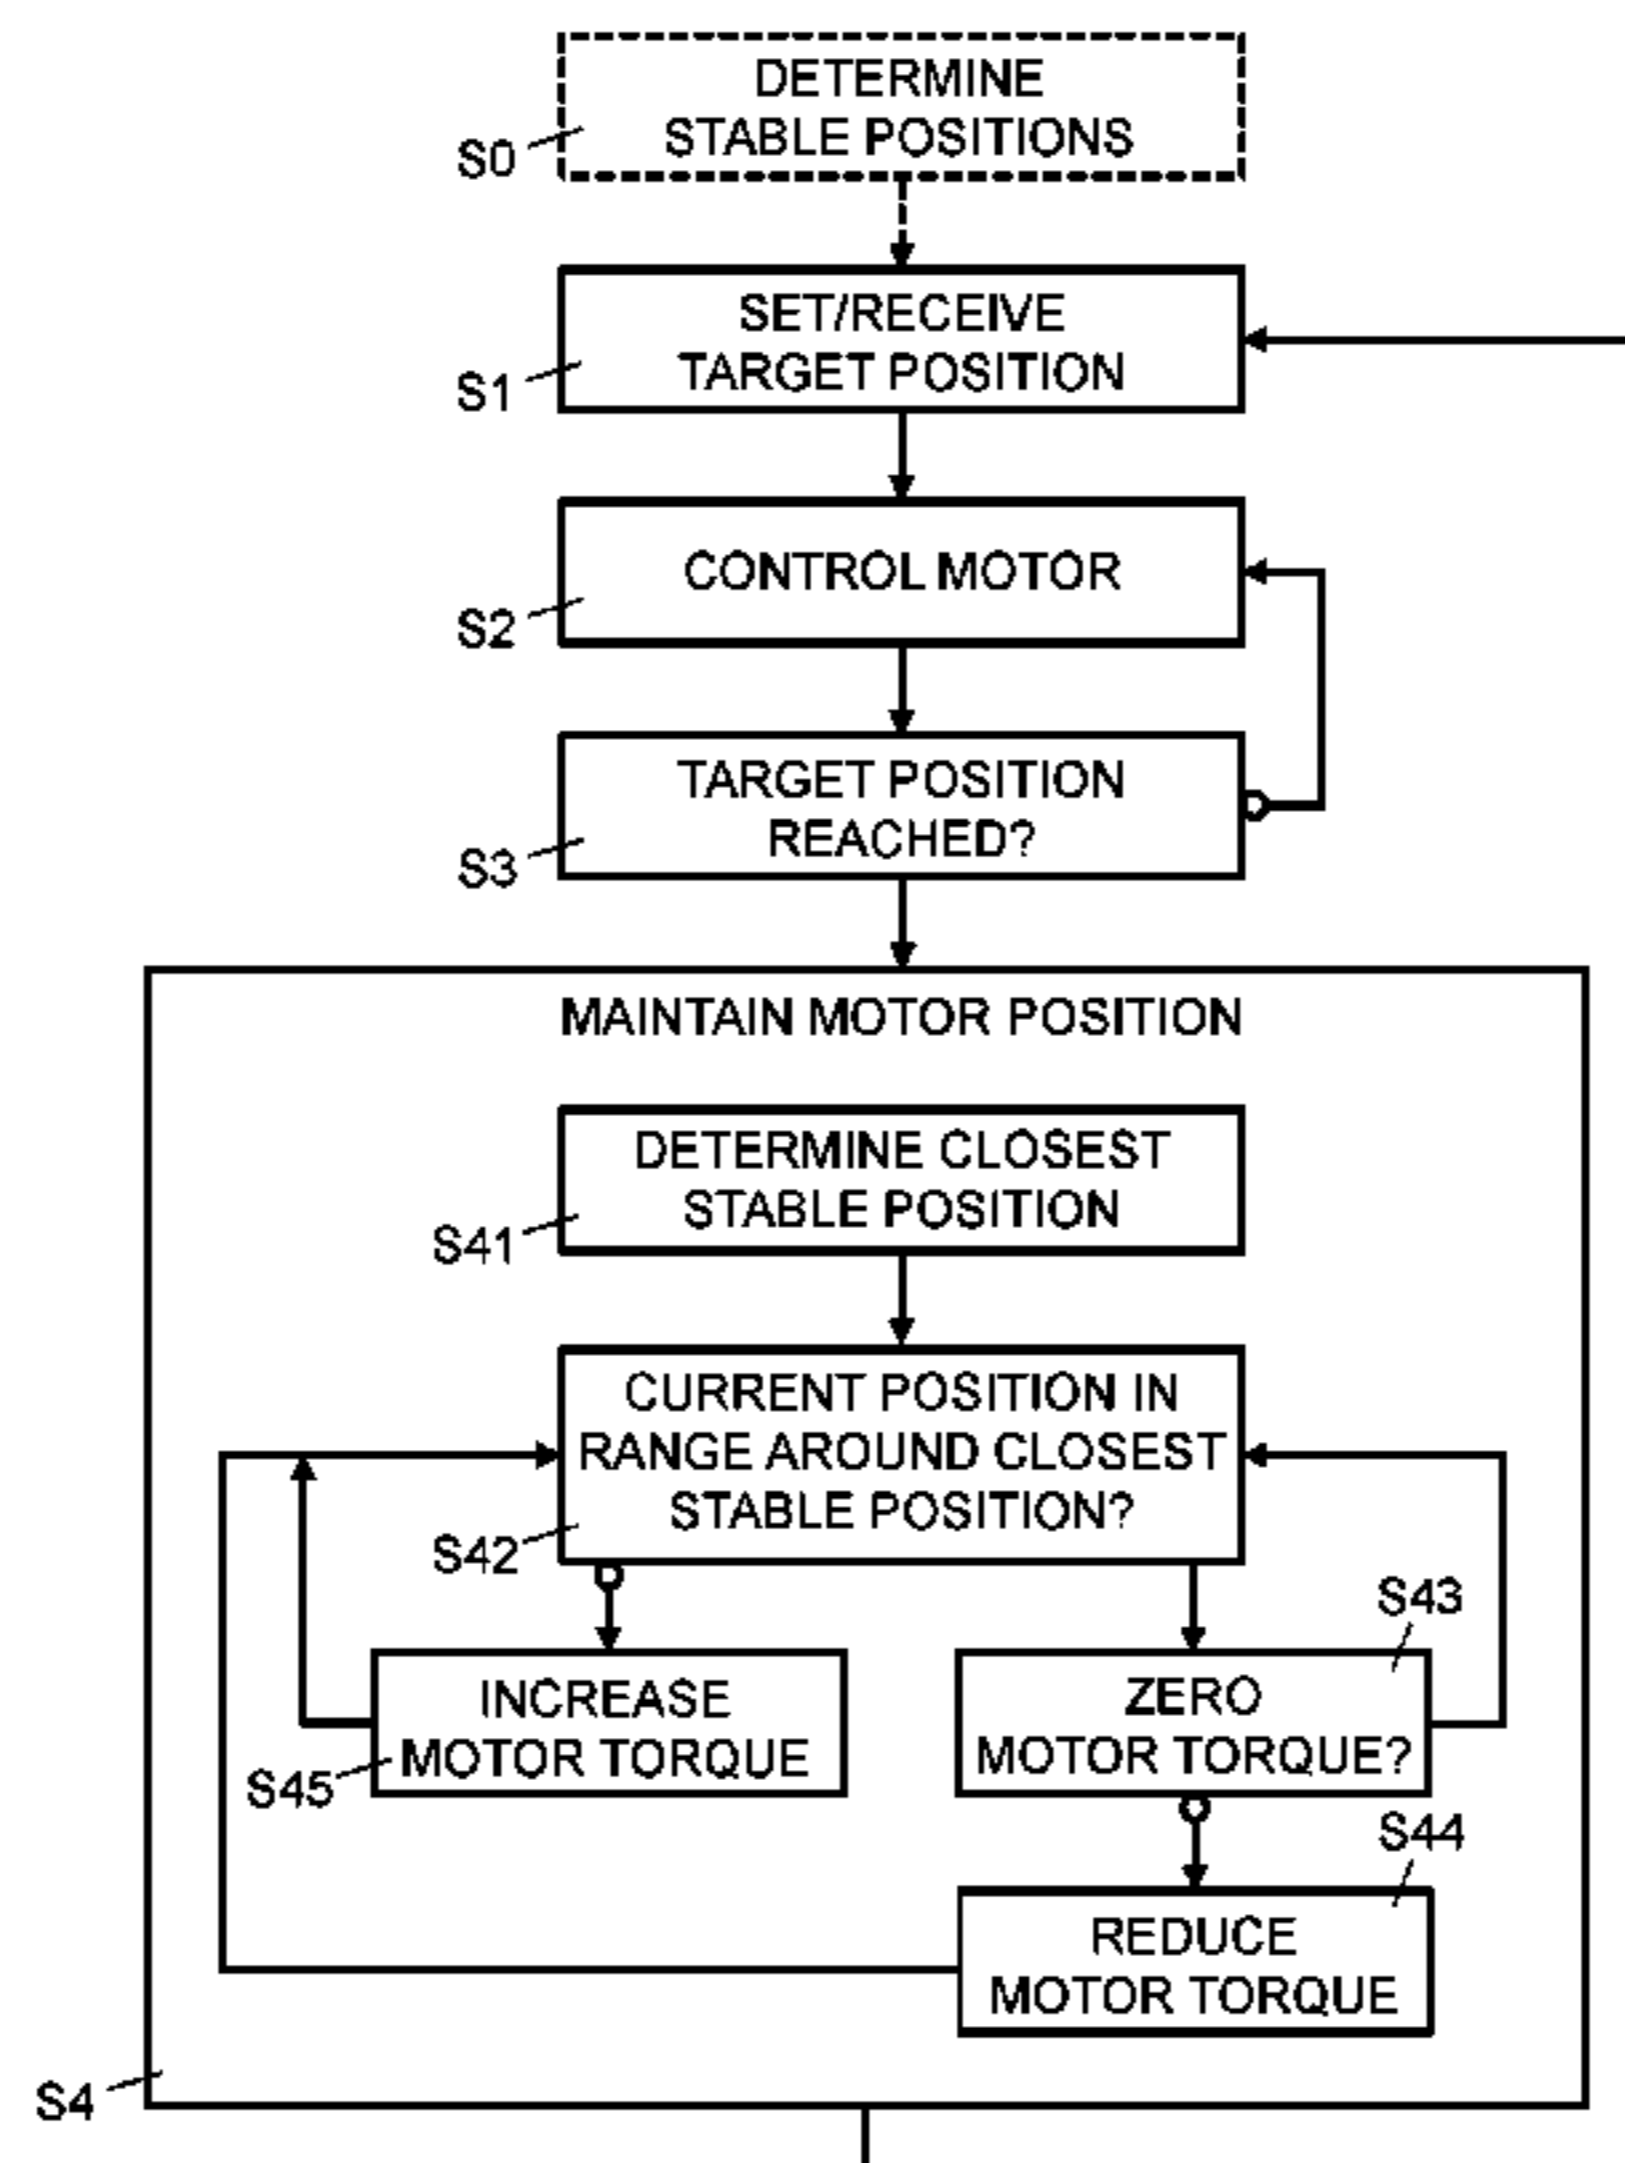 DETERMINE
STABLE POSITIONS
S0
SET/RECEIVE
TARGET POSITION
S1
CONTROL MOTOR
S2
TARGET POSITION
REACHED?
S3
MAINTAIN MOTOR POSITION
DETERMINE CLOSEST
STABLE POSITION
S41
CURRENT POSITION IN
RANGE AROUND CLOSEST
STABLE POSITION?
S42
S43
INCREASE
MOTOR TORQUE
S45
ZERO
MOTOR TORQUE?
S44
REDUCE
MOTOR TORQUE
S4